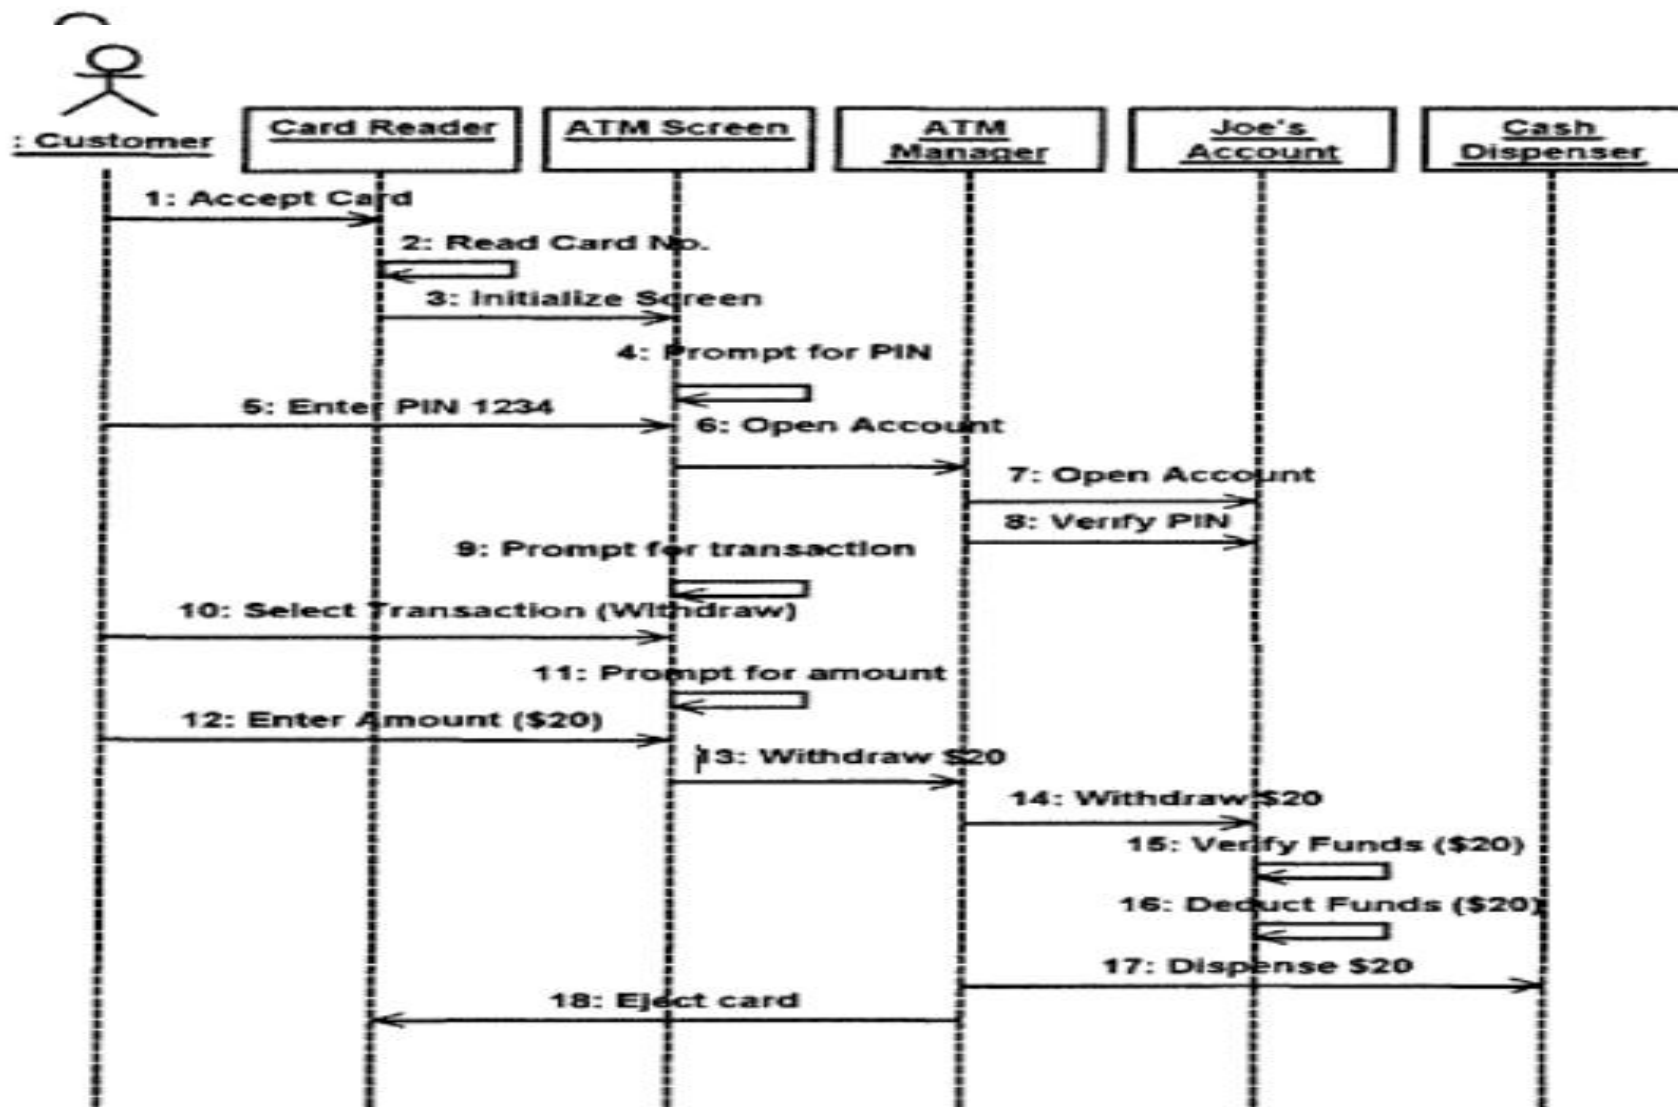 : Customer
Card Reader
ATM Screen
ATM
Manager
Joe's
Account
Cash
Dispenser
1: Accept Card
2: Read Card No.
3: Initialize Screen
4: Prompt for PIN
5: Enter PIN 1234
6: Open Account
7: Open Account
8: Verify PIN
9: Prompt for transaction
10: Select Transaction (Withdraw)
11: Prompt for amount
12: Enter Amount ($20)
13: Withdraw $20
14: Withdraw $20
15: Verify Funds ($20)
16: Deduct Funds ($20)
17: Dispense $20
18: Eject card